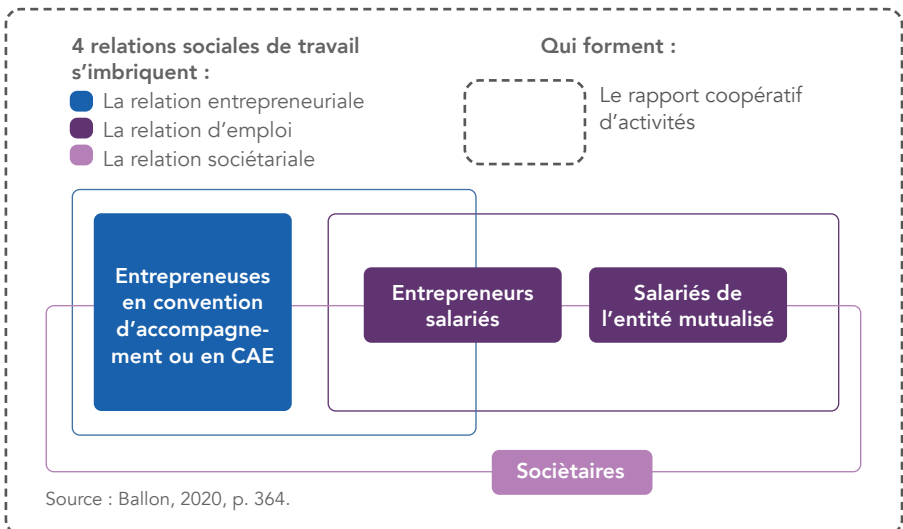 4 relations sociales de travail
s'imbriquent :
La relation entrepreneuriale
La relation d'emploi
La relation sociétariale
Qui forment :
Le rapport coopératif
d'activités
Entrepreneuses
en convention
d'accompagne-
ment ou en CAE
Entrepreneurs
salariés
Salariés de
l'entité mutualisé
Socìètaires
Source : Ballon, 2020, p. 364.